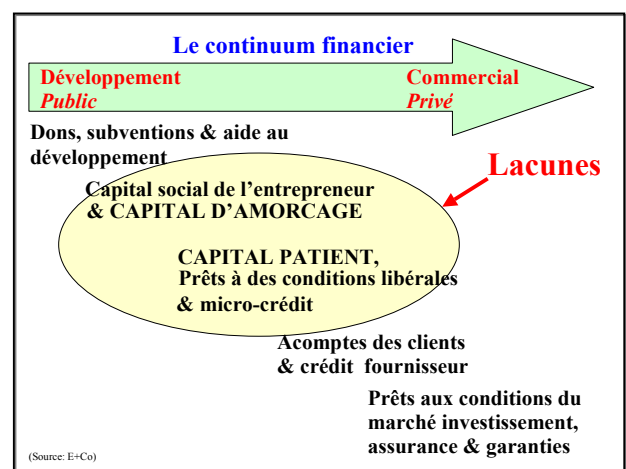 Le continuum financier
Développement
Public
Commercial
Privé
Dons, subventions & aide au
développement
Lacunes
Capital social de l'entrepreneur
& CAPITAL D'AMORCAGE
CAPITAL PATIENT,
Prêts à des conditions libérales
& micro-crédit
Acomptes des clients
& crédit fournisseur
Prêts aux conditions du
marché investissement,
assurance & garanties
(Source: E+Co)